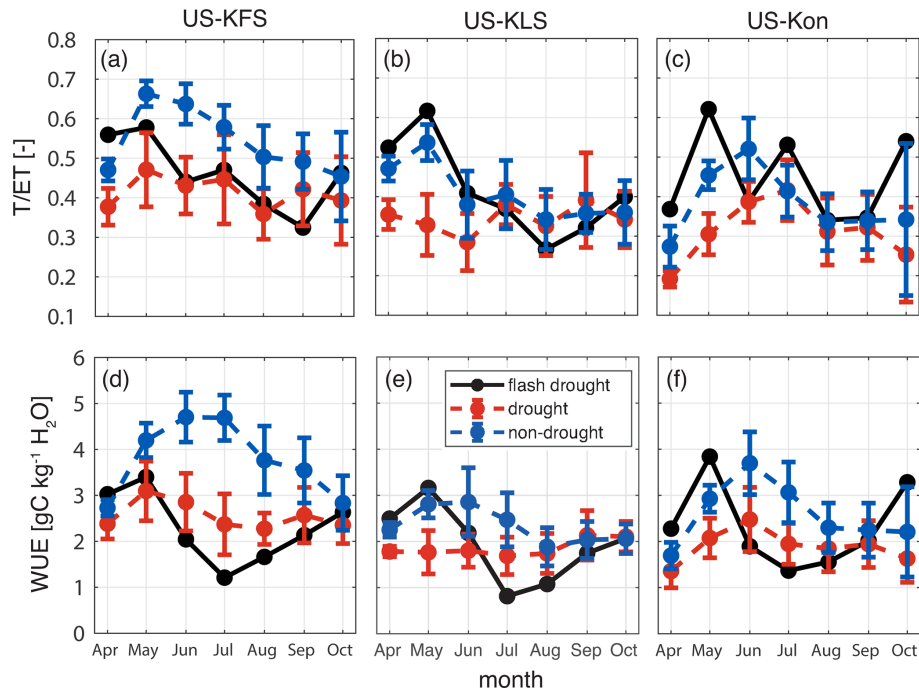 US-KFS US-KLS US-Kon
(a) (b) (c)
T/ET [-]
0.8
0.7
0.6
0.5
0.4
0.3
0.2
0.1
(d) (e) (f)
WUE [gC kg⁻¹ H₂O]
6
5
4
3
2
1
0
flash drought
drought
non-drought
Apr May Jun Jul Aug Sep Oct Apr May Jun Jul Aug Sep Oct Apr May Jun Jul Aug Sep Oct
month